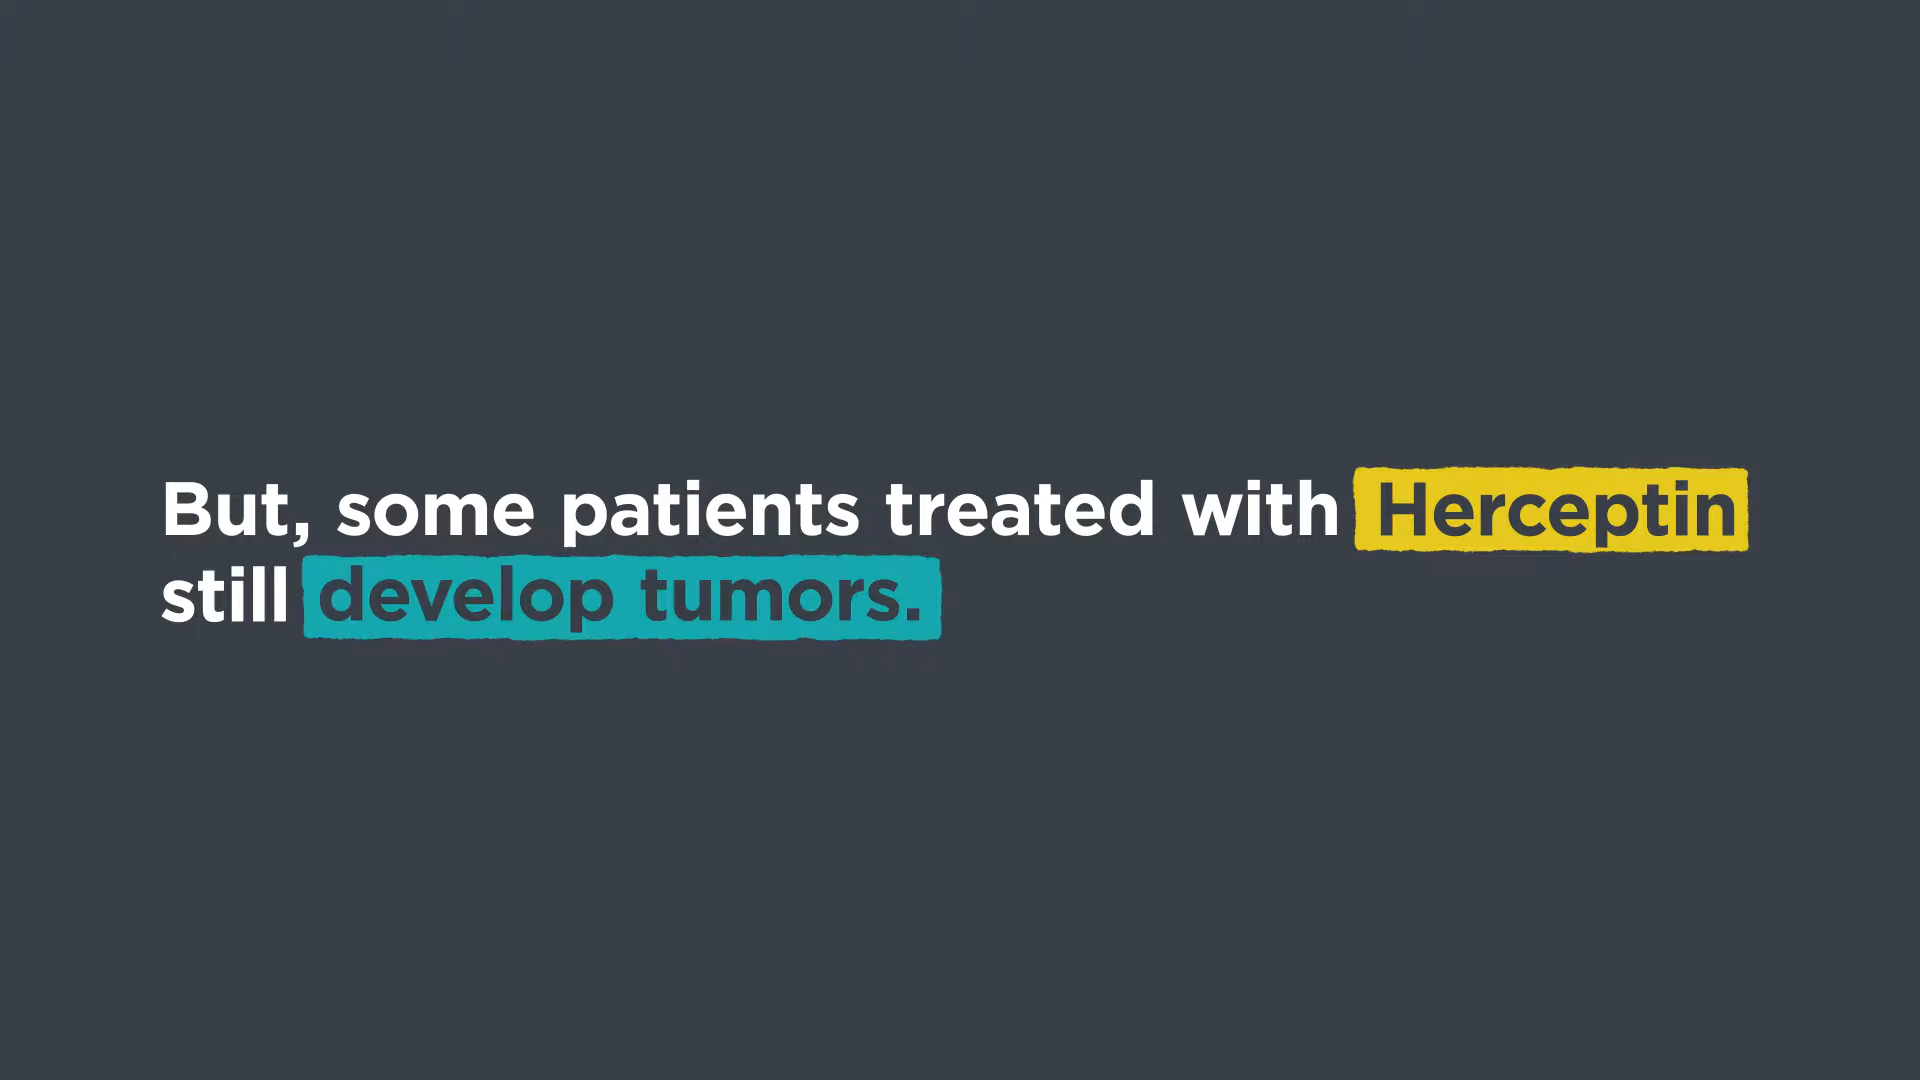 But, some patients treated with Herceptin
still develop tumors.